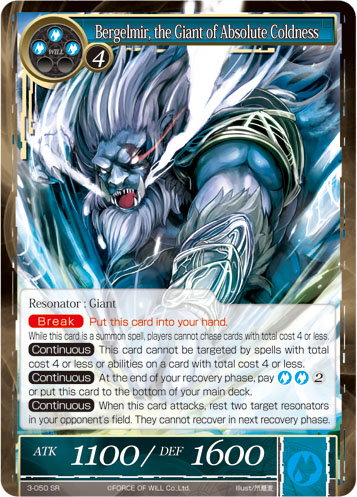 Bergelmir, the Giant of Absolute Coldness
WILL
4
Resonator : Giant
Break Put this card into your hand.
While this card is a summon spell, players cannot chase cards with total cost 4 or less.
Continuous This card cannot be targeted by spells with total
cost 4 or less or abilities on a card with total cost 4 or less.
Continuous At the end of your recovery phase, pay 2
or put this card to the bottom of your main deck.
Continuous When this card attacks, rest two target resonators
in your opponent's field. They cannot recover in next recovery phase.
ATK 1100 / DEF 1600
3-050 SR ©FORCE OF WILL Co.,Ltd. Illust/